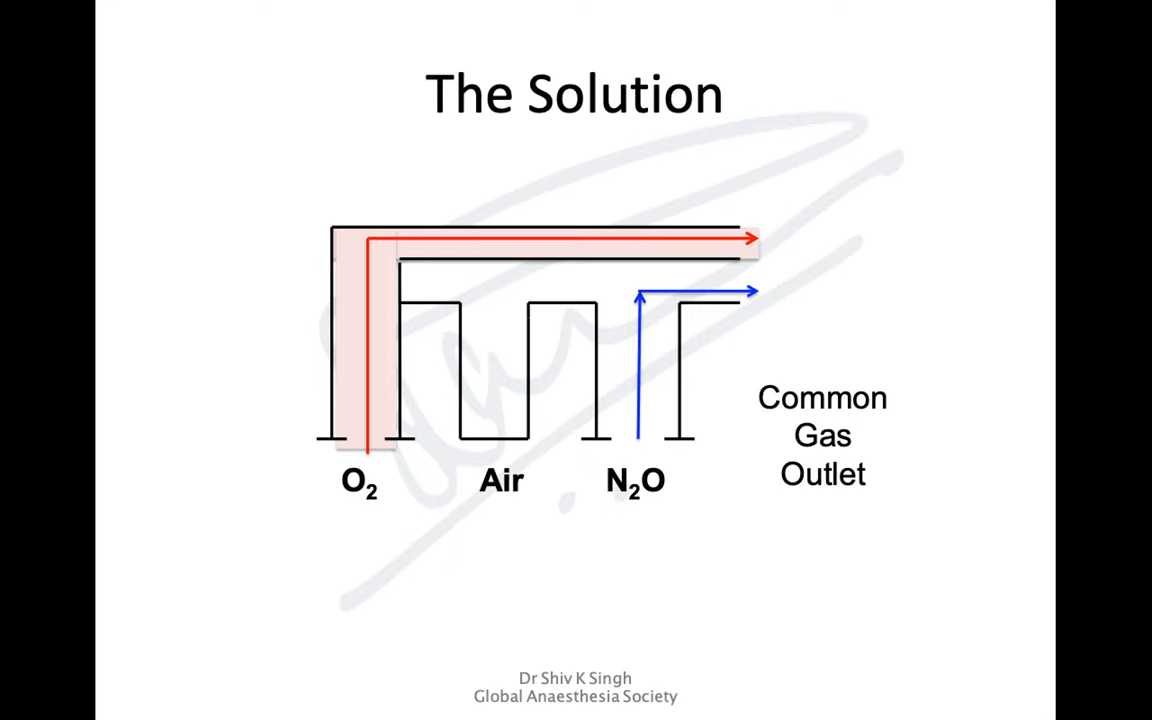 The Solution
O₂
Air
N₂O
Common
Gas
Outlet
Dr Shiv K Singh
Global Anaesthesia Society